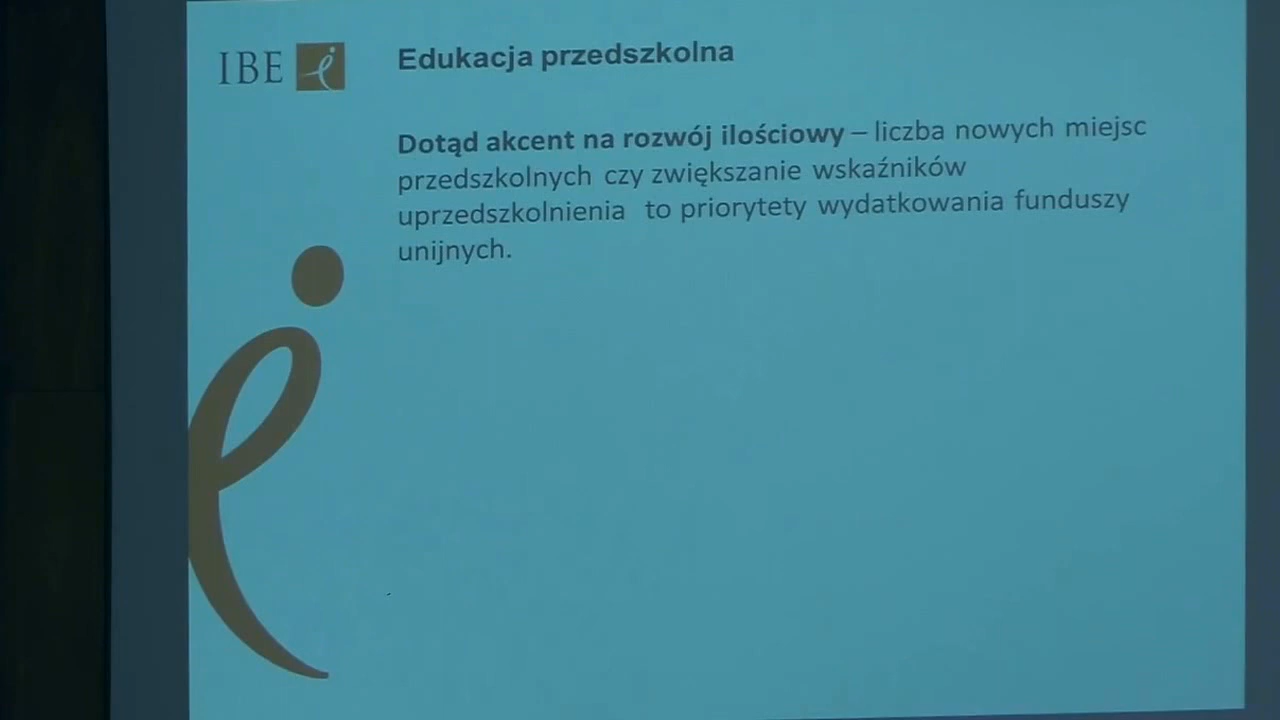 IBE
Edukacja przedszkolna
Dotąd akcent na rozwój ilościowy – liczba nowych miejsc
przedszkolnych czy zwiększanie wskaźników
uprzedszkolnienia to priorytety wydatkowania funduszy
unijnych.